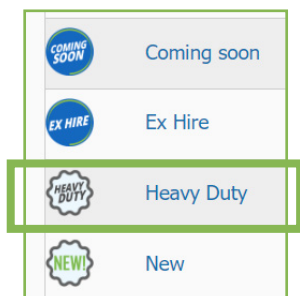 COMING
SOON
Coming soon
EX HIRE
Ex Hire
HEAVY
DUTY
Heavy Duty
NEW!
New